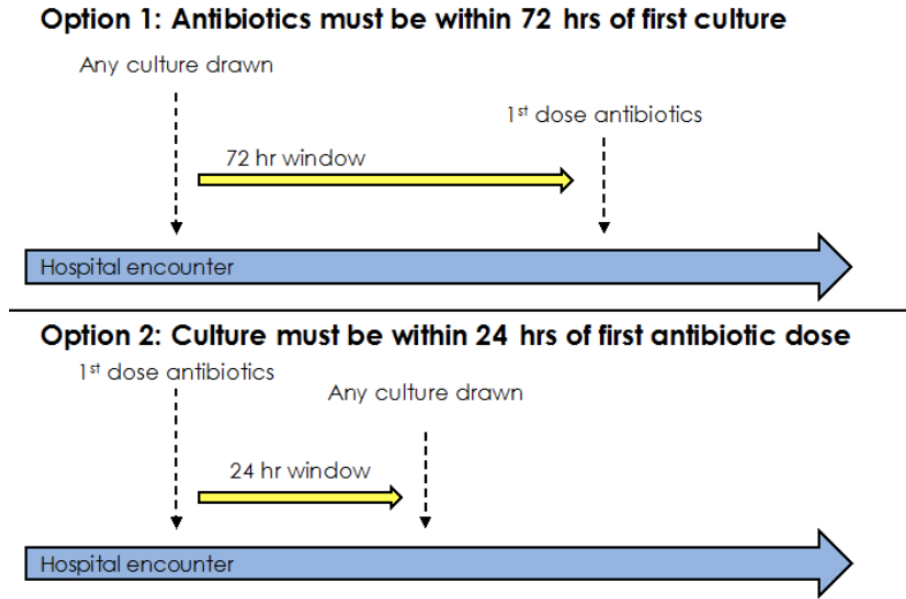 Option 1: Antibiotics must be within 72 hrs of first culture
Any culture drawn
1st dose antibiotics
72 hr window
Hospital encounter
Option 2: Culture must be within 24 hrs of first antibiotic dose
1st dose antibiotics
Any culture drawn
24 hr window
Hospital encounter